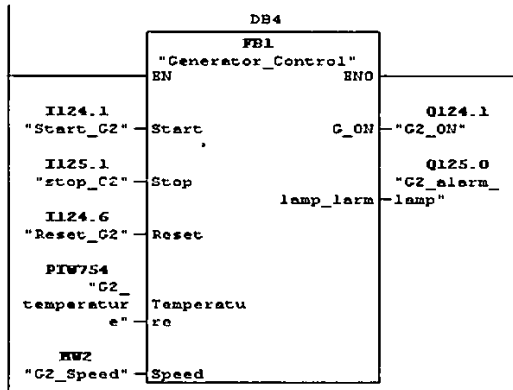 DB4
FB1
"Generator_Control"
EN ENO
I124.1 Q124.1
"Start_G2" Start G_ON "G2_ON"
I125.1 Q125.0
"stop_G2" Stop "G2_alarm_
lamp_larm lamp"
I124.6
"Reset_G2" Reset
PIW754
"G2_
temperatur Temperatu
e" re
MW2
"G2_Speed" Speed